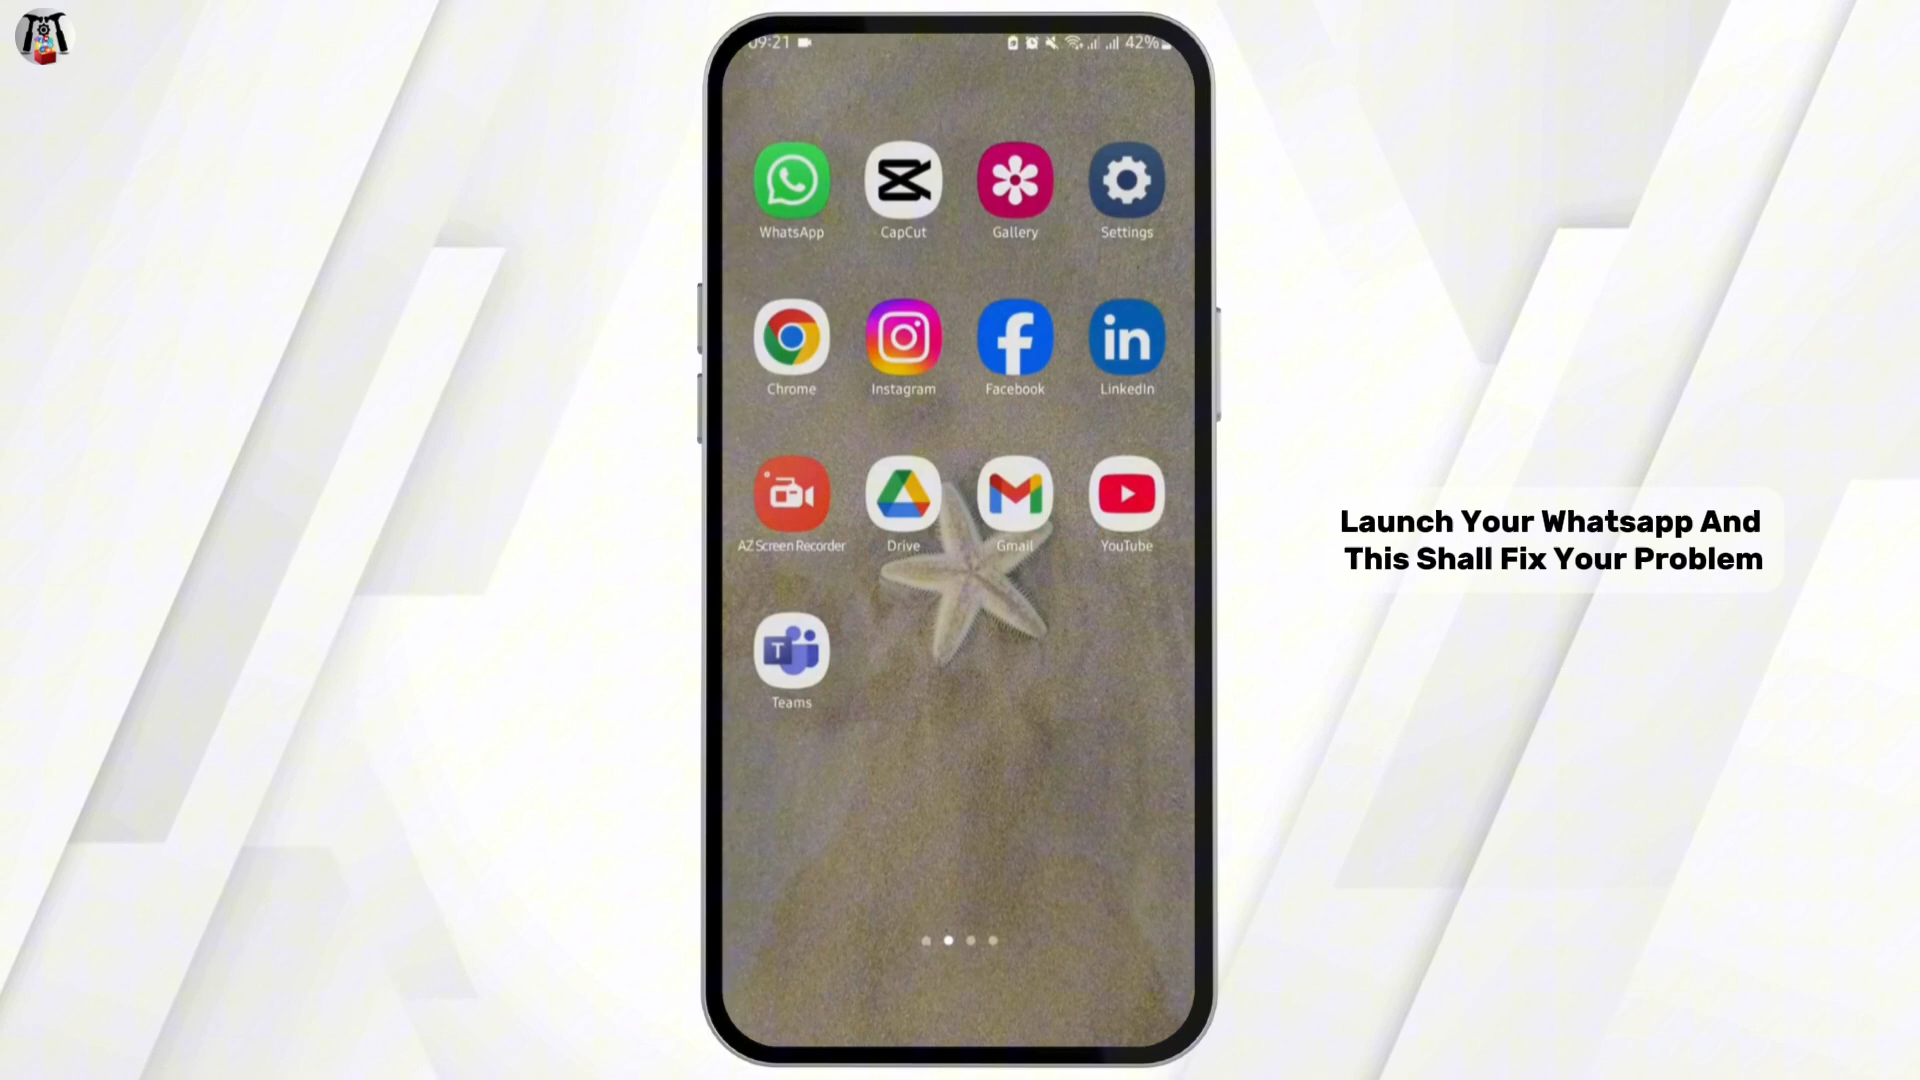 09:21
42%
WhatsApp
CapCut
Gallery
Settings
Chrome
Instagram
Facebook
LinkedIn
AZ Screen Recorder
Drive
Gmail
YouTube
T
Teams
Launch Your Whatsapp And
This Shall Fix Your Problem